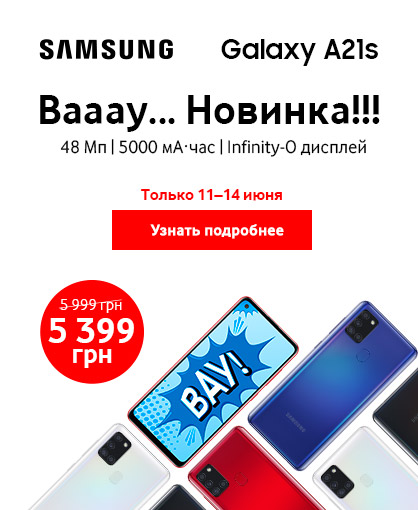 SAMSUNG Galaxy A21s
Вааау... Новинка!!!
48 Мп | 5000 мА·час | Infinity-O дисплей
Только 11–14 июня
Узнать подробнее
5 999 грн
5 399
грн
ВАУ!
SAMSUNG